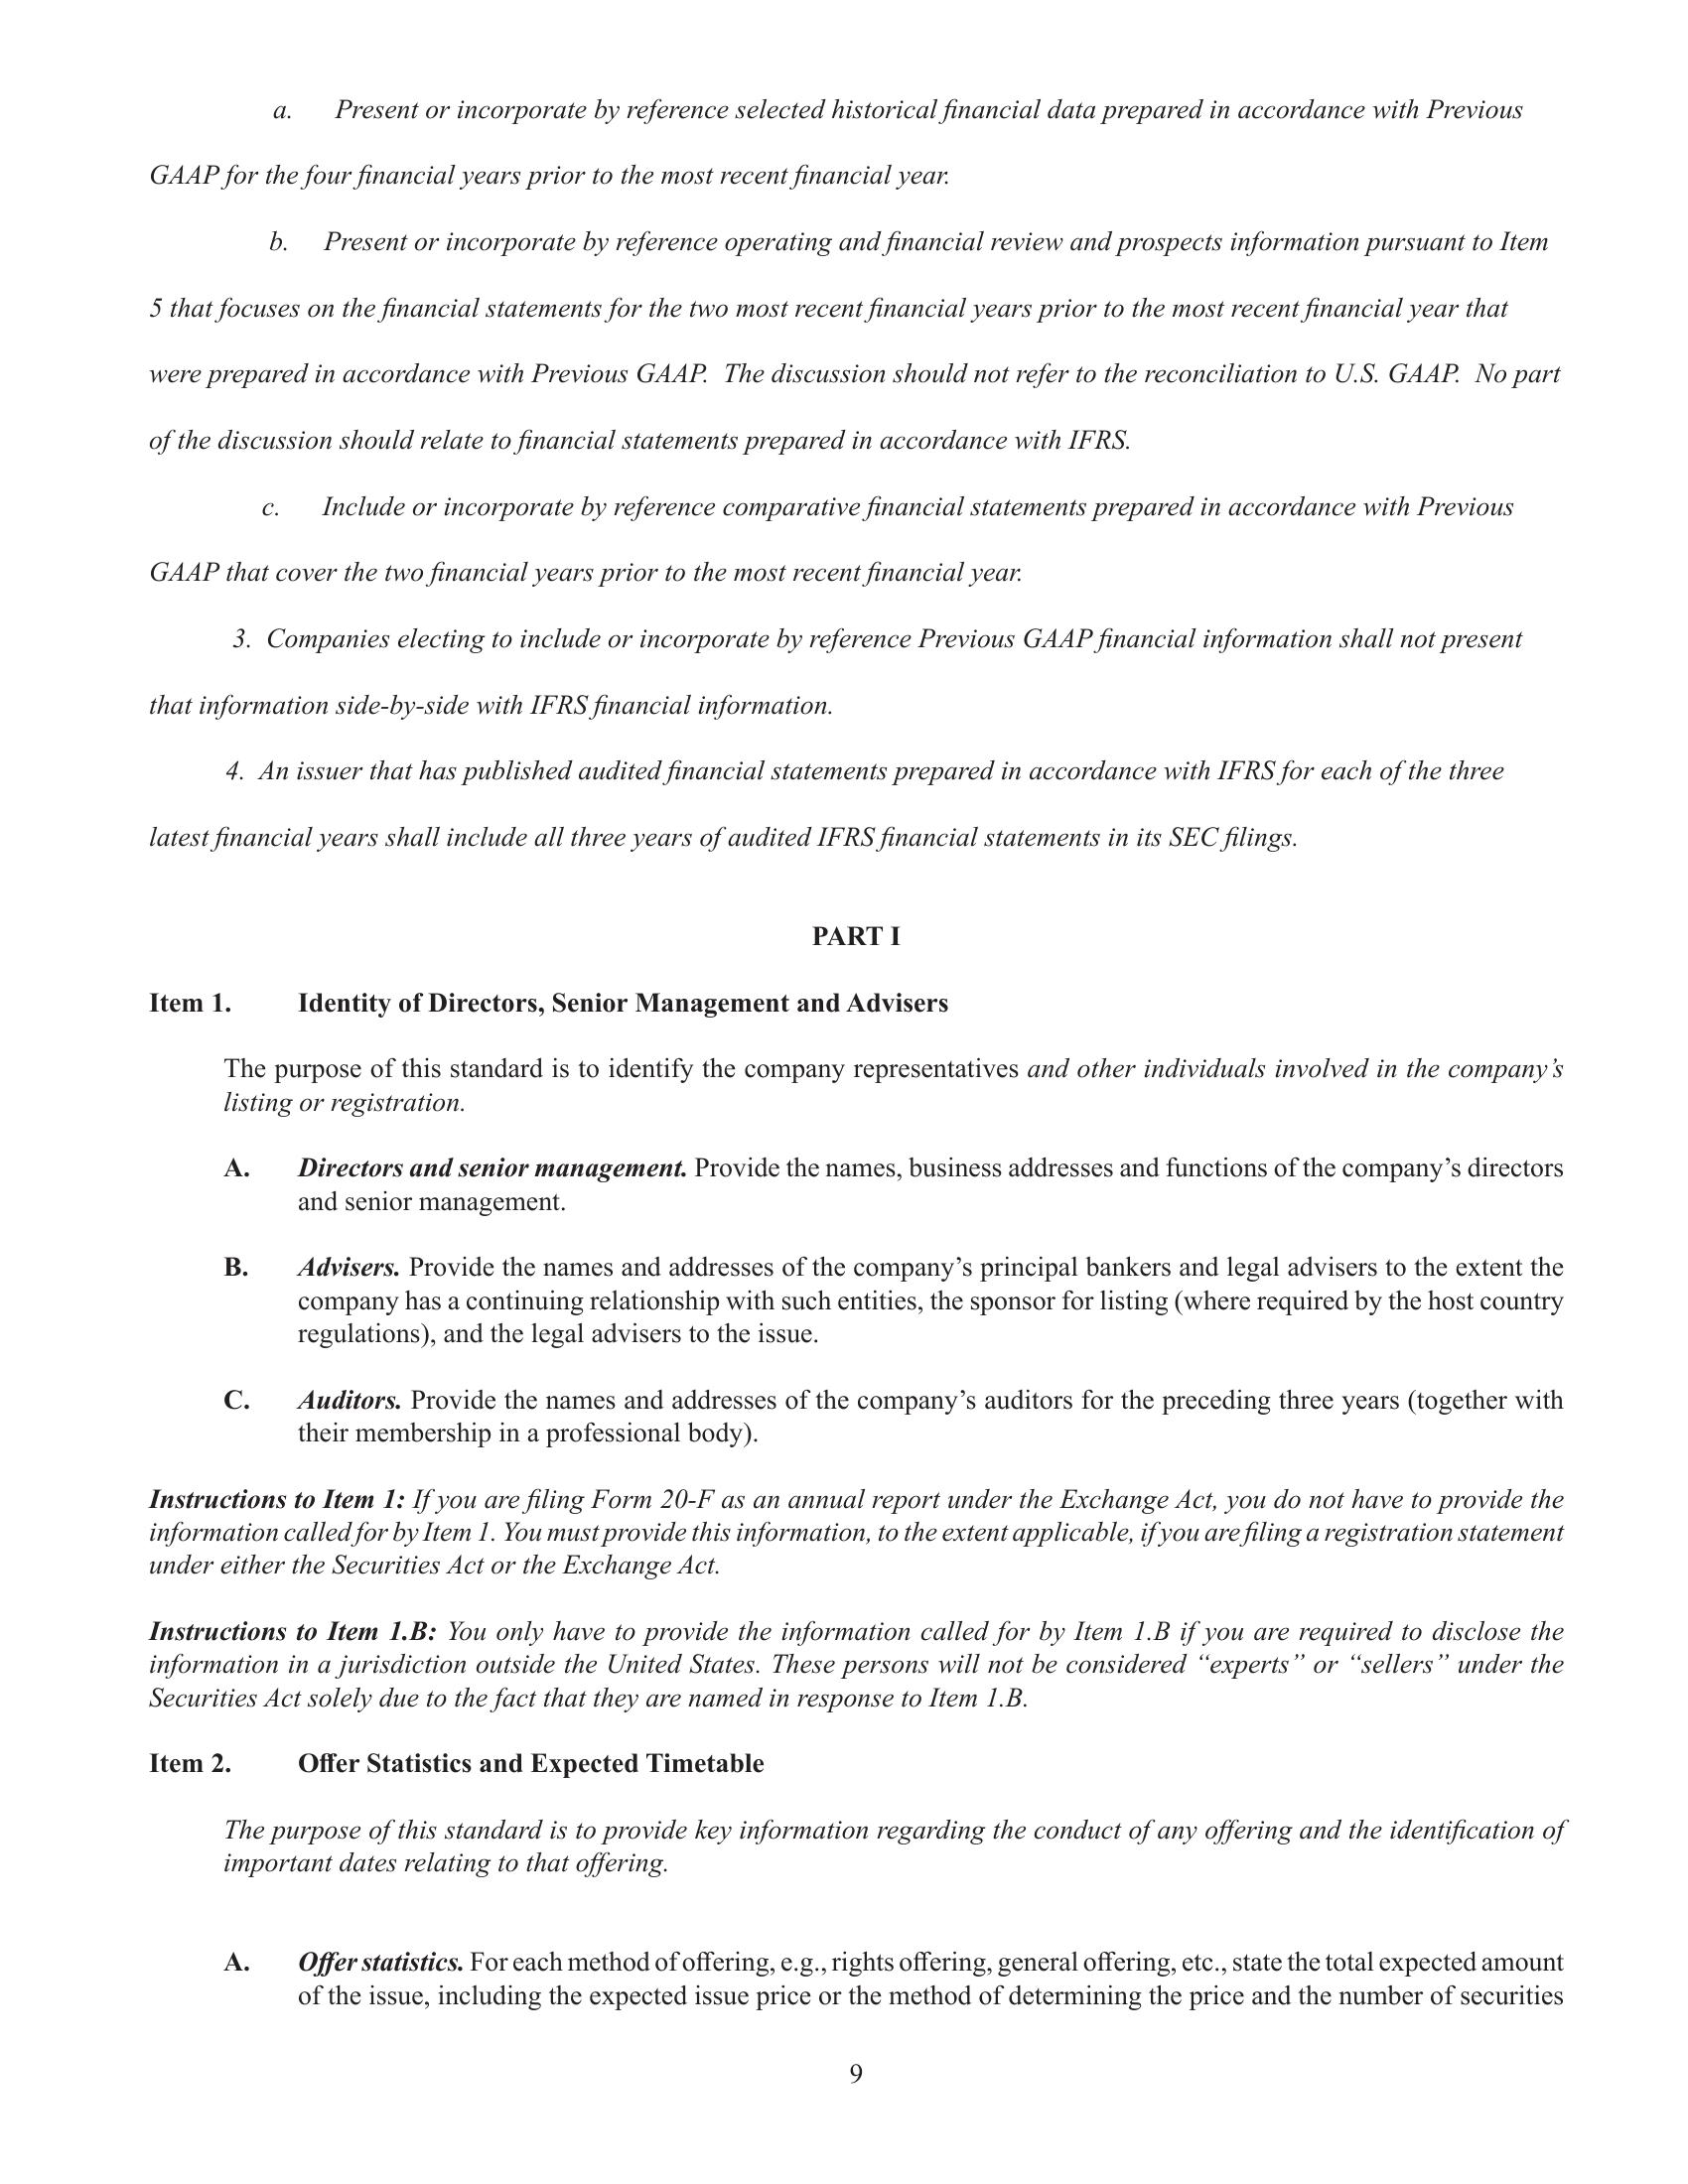 a. Present or incorporate by reference selected historical financial data prepared in accordance with Previous
GAAP for the four financial years prior to the most recent financial year.
b. Present or incorporate by reference operating and financial review and prospects information pursuant to Item
5 that focuses on the financial statements for the two most recent financial years prior to the most recent financial year that
were prepared in accordance with Previous GAAP. The discussion should not refer to the reconciliation to U.S. GAAP. No part
of the discussion should relate to financial statements prepared in accordance with IFRS.
c. Include or incorporate by reference comparative financial statements prepared in accordance with Previous
GAAP that cover the two financial years prior to the most recent financial year.
3. Companies electing to include or incorporate by reference Previous GAAP financial information shall not present
that information side-by-side with IFRS financial information.
4. An issuer that has published audited financial statements prepared in accordance with IFRS for each of the three
latest financial years shall include all three years of audited IFRS financial statements in its SEC filings.
PART I
Item 1. Identity of Directors, Senior Management and Advisers
The purpose of this standard is to identify the company representatives and other individuals involved in the company’s
listing or registration.
A. Directors and senior management. Provide the names, business addresses and functions of the company’s directors
and senior management.
B. Advisers. Provide the names and addresses of the company’s principal bankers and legal advisers to the extent the
company has a continuing relationship with such entities, the sponsor for listing (where required by the host country
regulations), and the legal advisers to the issue.
C. Auditors. Provide the names and addresses of the company’s auditors for the preceding three years (together with
their membership in a professional body).
Instructions to Item 1: If you are filing Form 20-F as an annual report under the Exchange Act, you do not have to provide the
information called for by Item 1. You must provide this information, to the extent applicable, if you are filing a registration statement
under either the Securities Act or the Exchange Act.
Instructions to Item 1.B: You only have to provide the information called for by Item 1.B if you are required to disclose the
information in a jurisdiction outside the United States. These persons will not be considered “experts” or “sellers” under the
Securities Act solely due to the fact that they are named in response to Item 1.B.
Item 2. Offer Statistics and Expected Timetable
The purpose of this standard is to provide key information regarding the conduct of any offering and the identification of
important dates relating to that offering.
A. Offer statistics. For each method of offering, e.g., rights offering, general offering, etc., state the total expected amount
of the issue, including the expected issue price or the method of determining the price and the number of securities
9